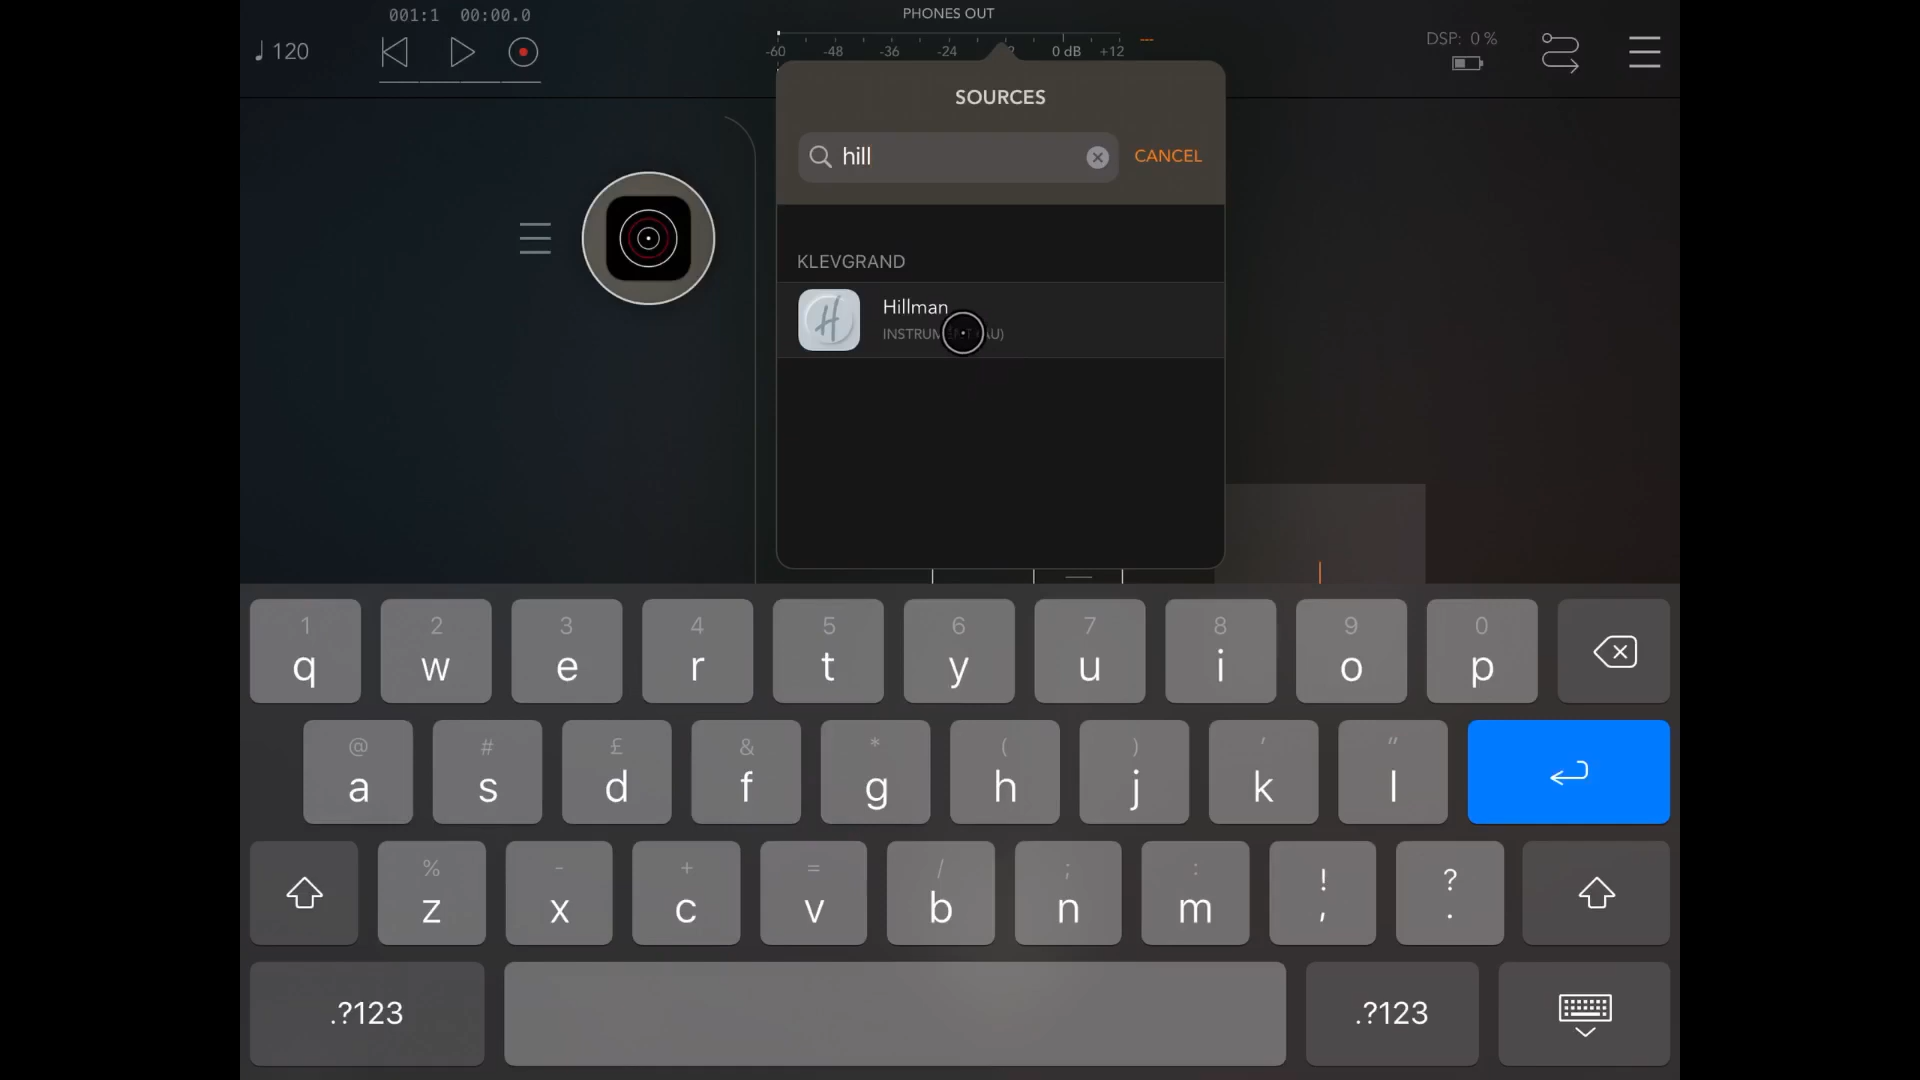 001:1 00:00.0
PHONES OUT
120
-60 -48 -36 -24 0 dB +12
DSP: 0 %
SOURCES
hill
CANCEL
KLEVGRAND
H
Hillman
1 2 3 4 5 6 7 8 9 0
q w e r t y u i o p
@ # £ & * ( ) ' "
a s d f g h j k l
% - + = / ; : ! ?
z x c v b n m , .
.?123 .?123